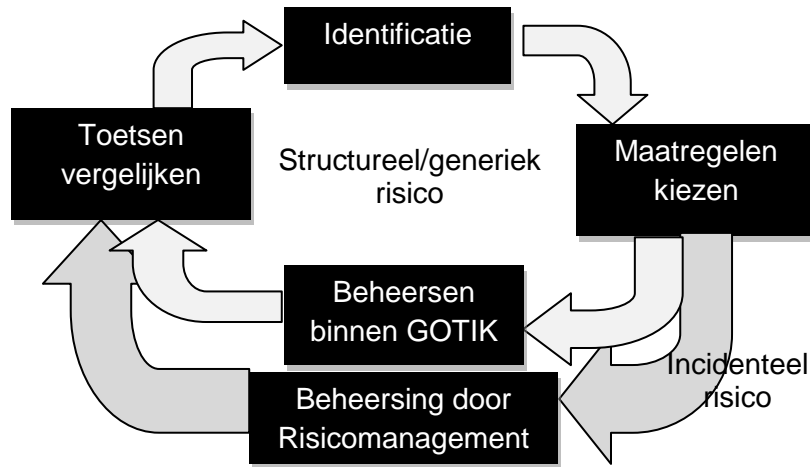 Identificatie
Toetsen
vergelijken
Structureel/generiek
risico
Maatregelen
kiezen
Beheersen
binnen GOTIK
Incidenteel
risico
Beheersing door
Risicomanagement